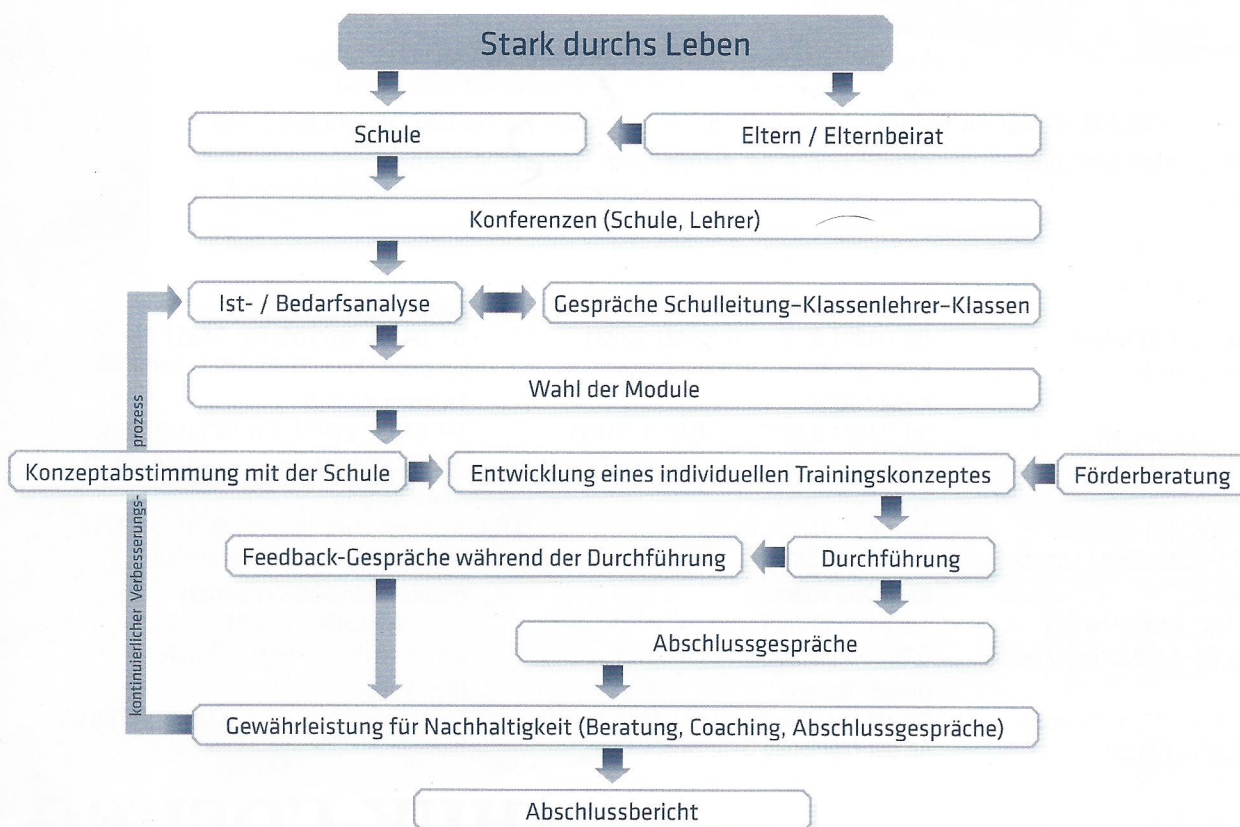 Stark durchs Leben
Schule
Eltern / Elternbeirat
Konferenzen (Schule, Lehrer)
Ist- / Bedarfsanalyse
Gespräche Schulleitung–Klassenlehrer–Klassen
Wahl der Module
kontinuierlicher Verbesserungs-prozess
Konzeptabstimmung mit der Schule
Entwicklung eines individuellen Trainingskonzeptes
Förderberatung
Feedback-Gespräche während der Durchführung
Durchführung
Abschlussgespräche
Gewährleistung für Nachhaltigkeit (Beratung, Coaching, Abschlussgespräche)
Abschlussbericht